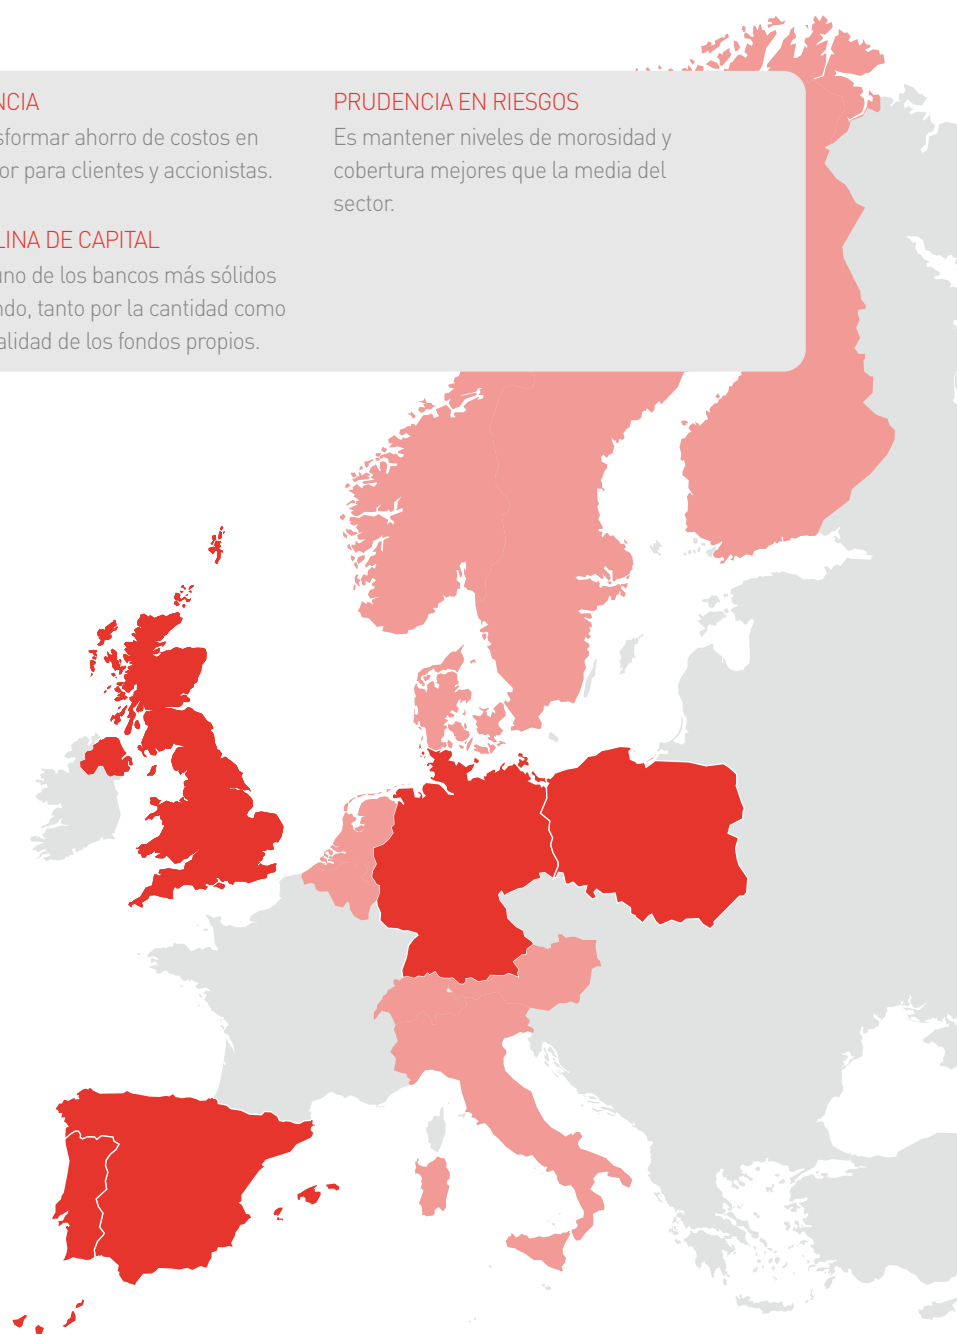 NCIA
sformar ahorro de costos en
or para clientes y accionistas.
LINA DE CAPITAL
uno de los bancos más sólidos
ndo, tanto por la cantidad como
alidad de los fondos propios.
PRUDENCIA EN RIESGOS
Es mantener niveles de morosidad y
cobertura mejores que la media del
sector.